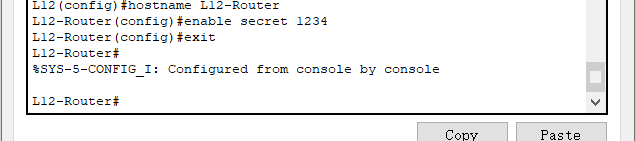 L12(config)#hostname L12-Router
L12-Router(config)#enable secret 1234
L12-Router(config)#exit
L12-Router#
%SYS-5-CONFIG_I: Configured from console by console
L12-Router#
Copy
Paste